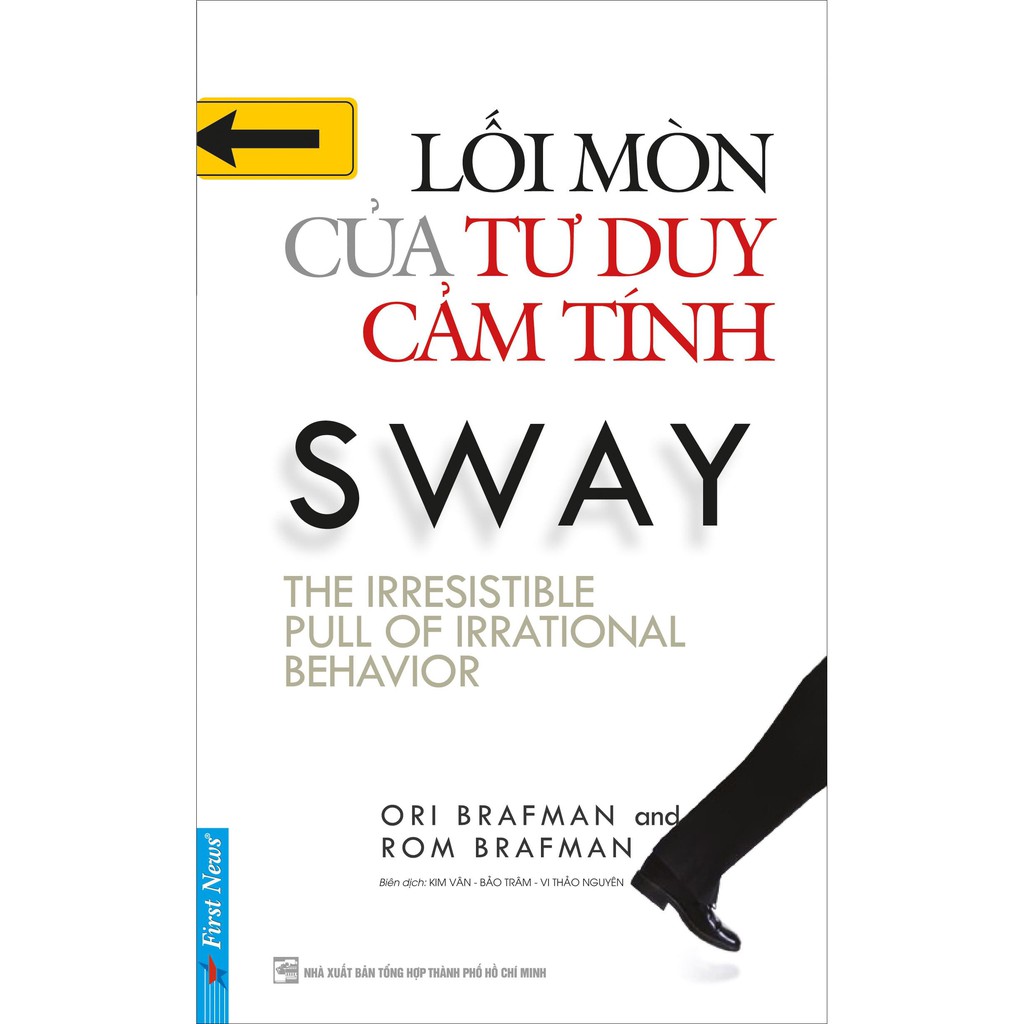 LỐI MÒN
CỦA TƯ DUY
CẢM TÍNH
SWAY
THE IRRESISTIBLE
PULL OF IRRATIONAL
BEHAVIOR
ORI BRAFMAN and
ROM BRAFMAN
Biên dịch: KIM VÂN - BẢO TRÂM - VI THẢO NGUYÊN
First News®
NHÀ XUẤT BẢN TỔNG HỢP THÀNH PHỐ HỒ CHÍ MINH